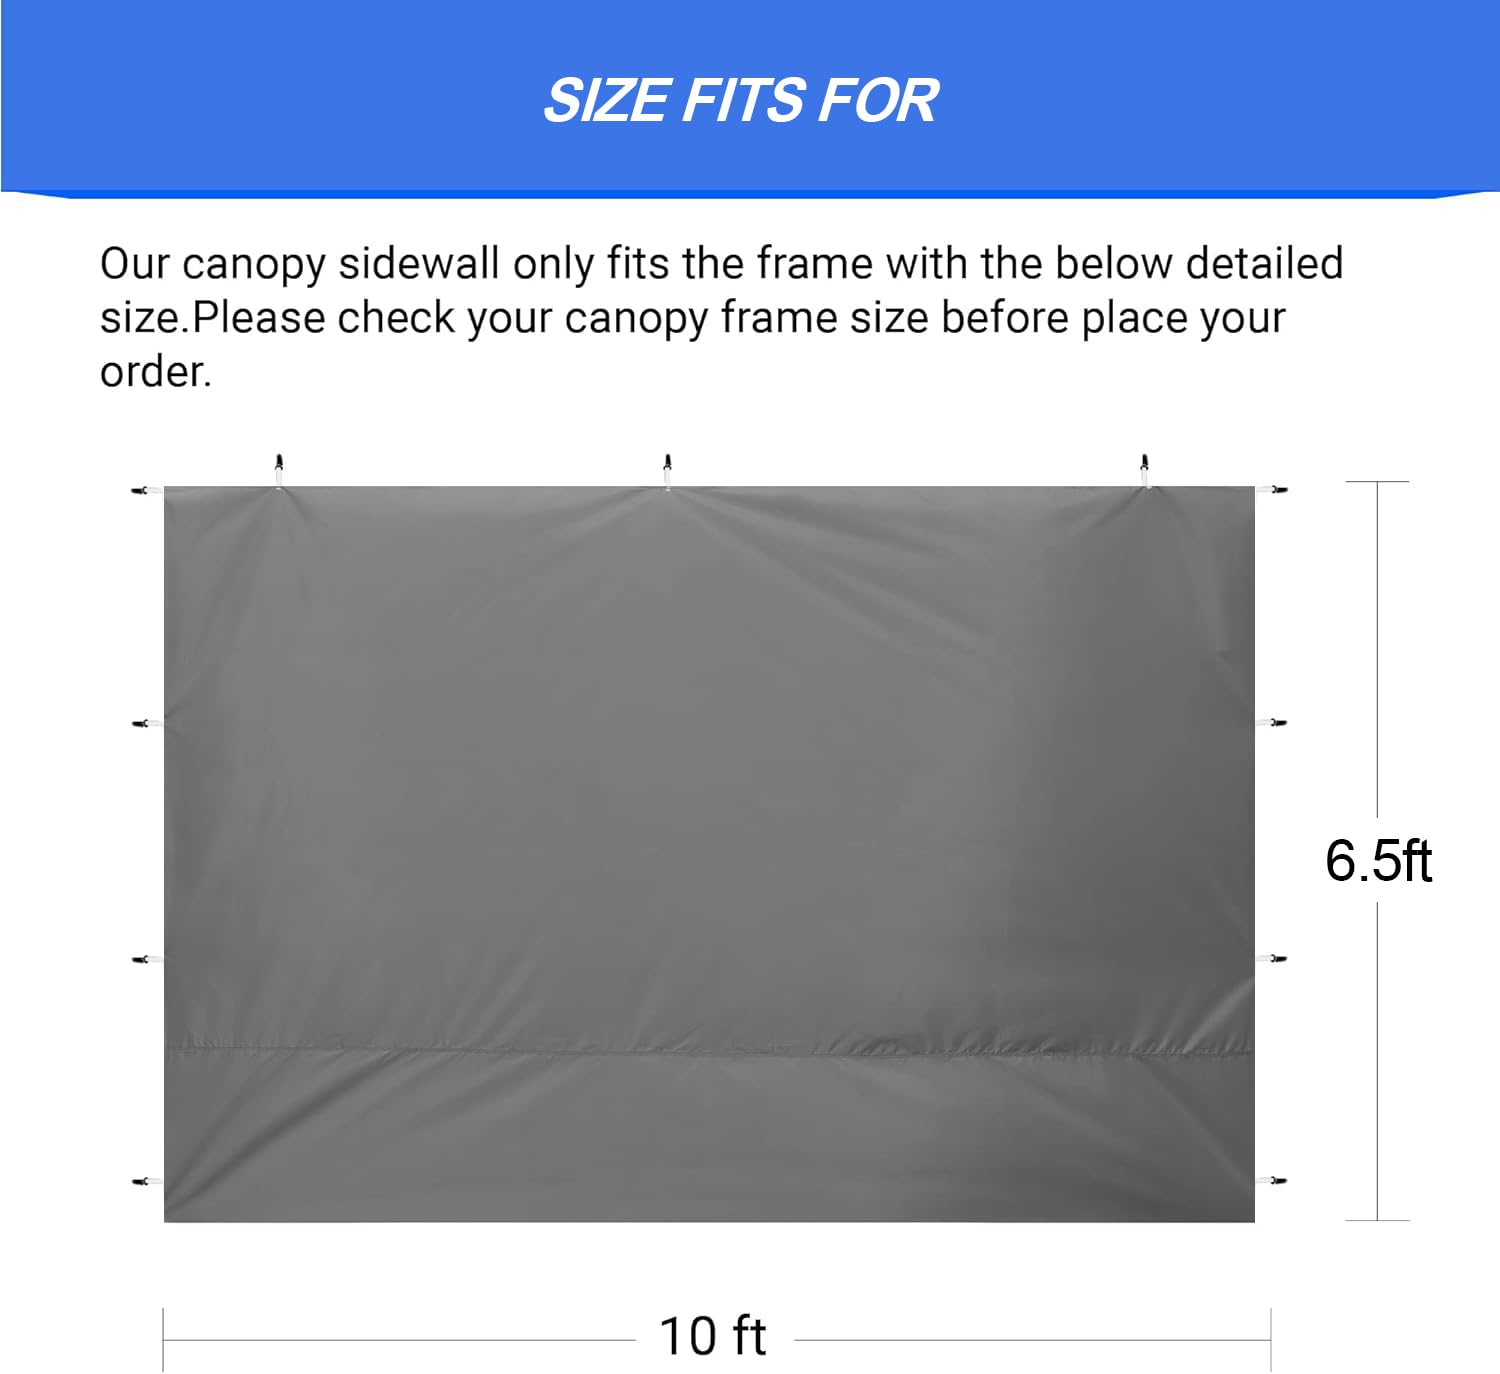 SIZE FITS FOR
Our canopy sidewall only fits the frame with the below detailed
size.Please check your canopy frame size before place your
order.
6.5ft
10 ft